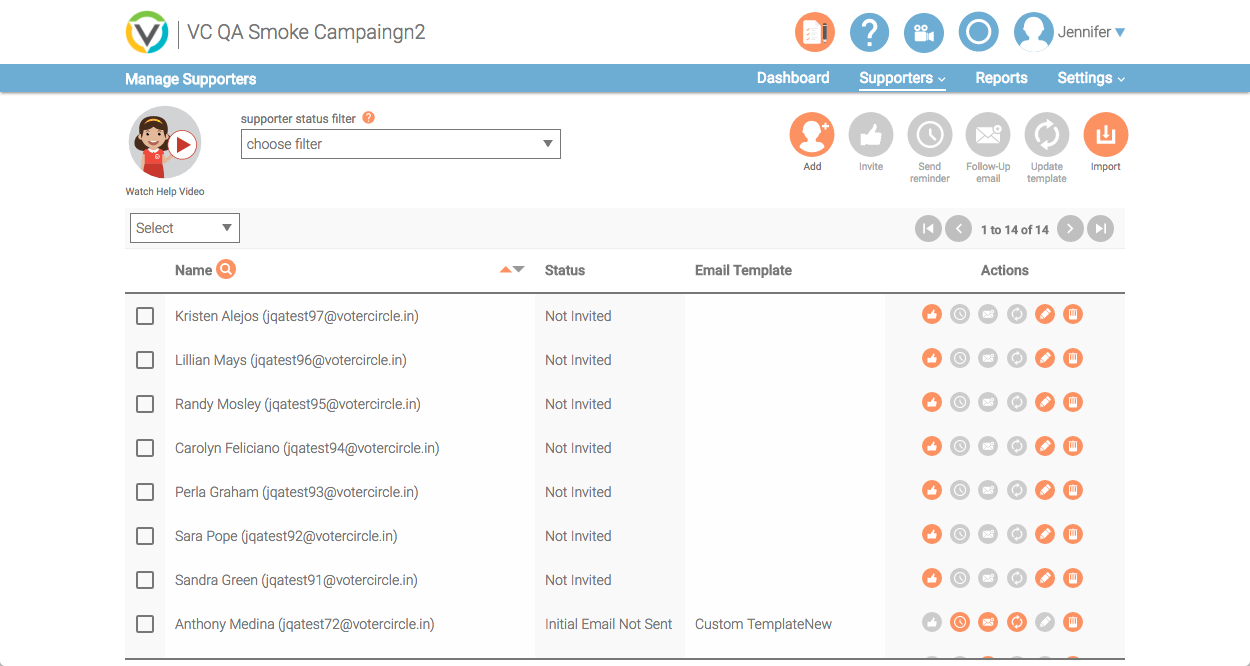 VC QA Smoke Campaingn2
? Jennifer
Manage Supporters Dashboard Supporters Reports Settings
supporter status filter ?
choose filter
Watch Help Video
Add Invite Send reminder Follow-Up email Update template Import
Select 1 to 14 of 14
Name Status Email Template Actions
Kristen Alejos (jqatest97@votercircle.in) Not Invited
Lillian Mays (jqatest96@votercircle.in) Not Invited
Randy Mosley (jqatest95@votercircle.in) Not Invited
Carolyn Feliciano (jqatest94@votercircle.in) Not Invited
Perla Graham (jqatest93@votercircle.in) Not Invited
Sara Pope (jqatest92@votercircle.in) Not Invited
Sandra Green (jqatest91@votercircle.in) Not Invited
Anthony Medina (jqatest72@votercircle.in) Initial Email Not Sent Custom TemplateNew